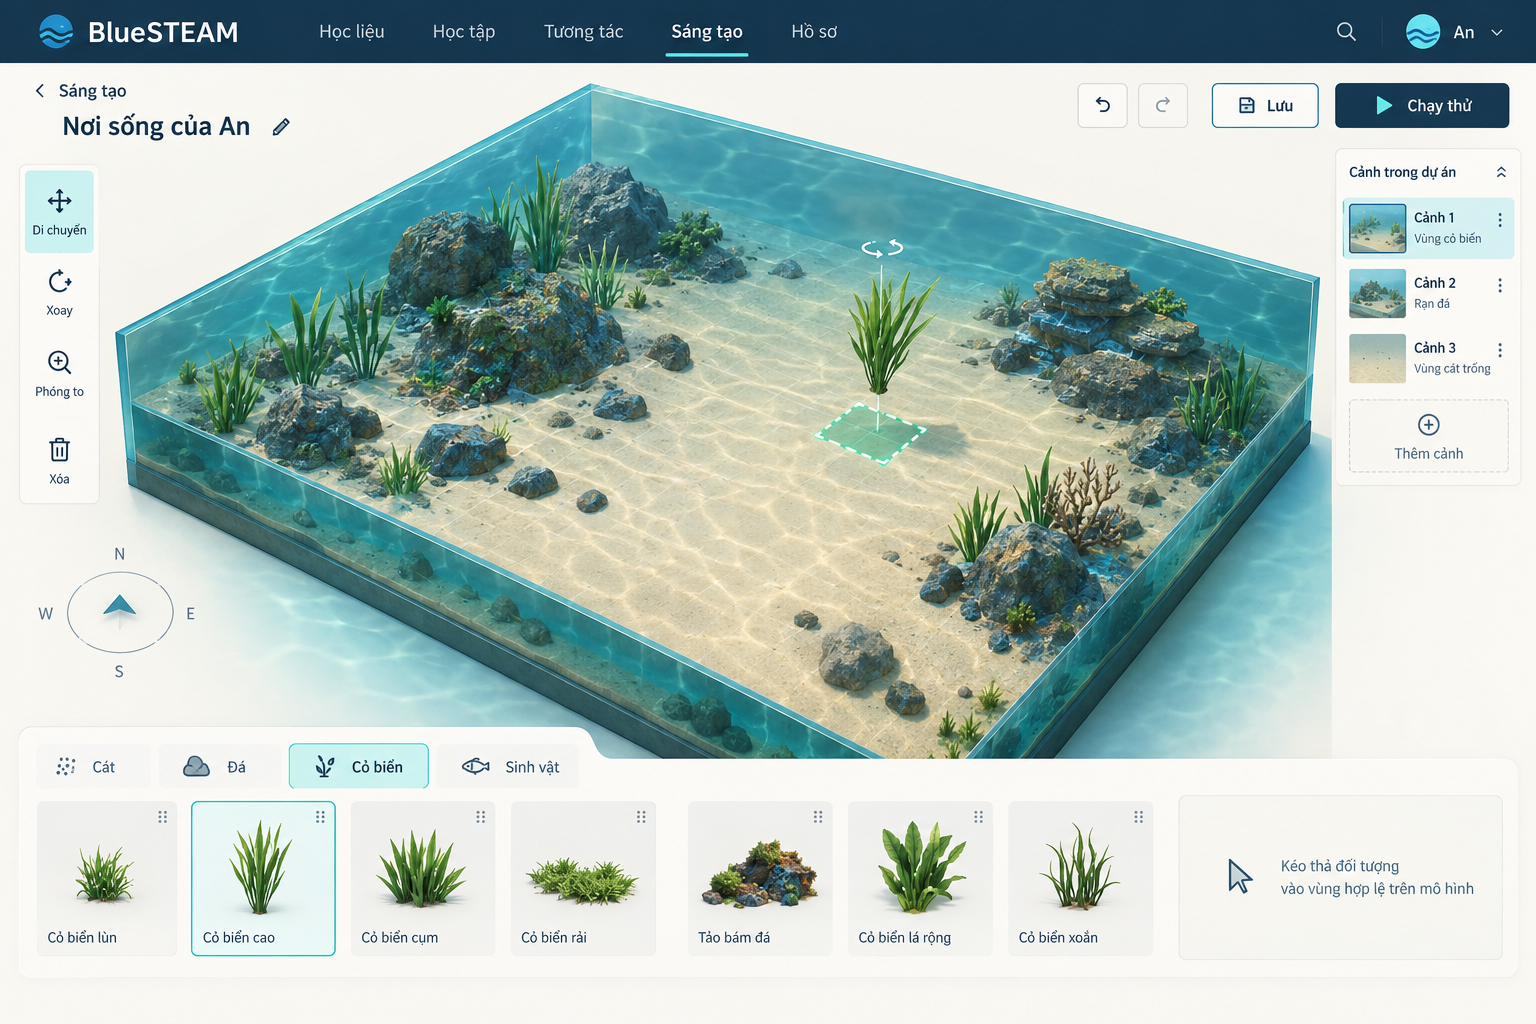 BlueSTEAM
Học liệu
Học tập
Tương tác
Sáng tạo
Hồ sơ
An
Sáng tạo
Nơi sống của An
Lưu
Chạy thử
Di chuyển
Xoay
Phóng to
Xóa
N
W
E
S
Cảnh trong dự án
Cảnh 1
Vùng cỏ biển
Cảnh 2
Rạn đá
Cảnh 3
Vùng cát trống
Thêm cảnh
Cát
Đá
Cỏ biển
Sinh vật
Cỏ biển lùn
Cỏ biển cao
Cỏ biển cụm
Cỏ biển rải
Tảo bám đá
Cỏ biển lá rộng
Cỏ biển xoắn
Kéo thả đối tượng
vào vùng hợp lệ trên mô hình